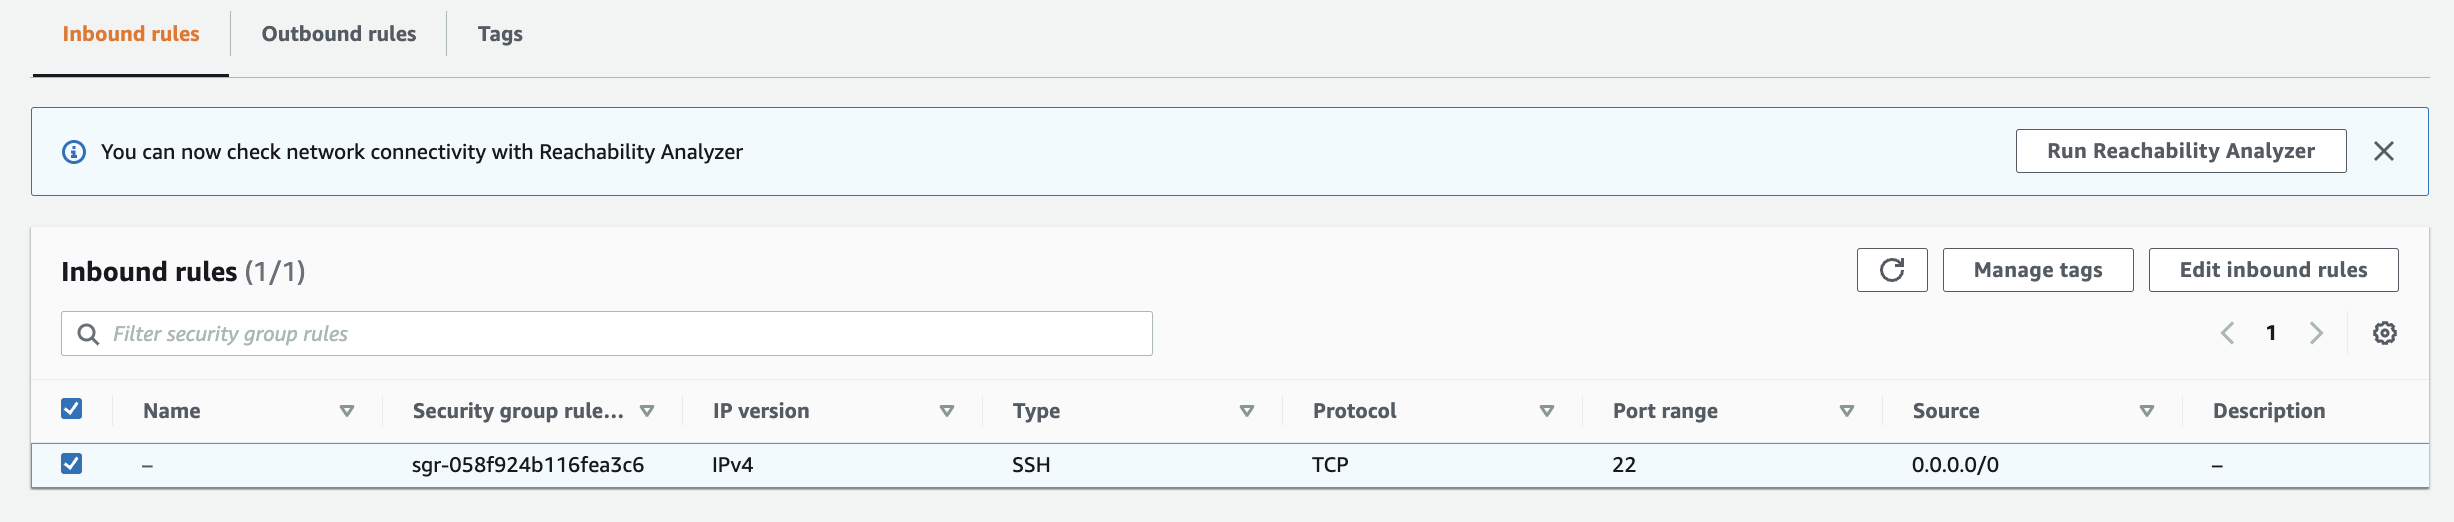 Inbound rules Outbound rules Tags
You can now check network connectivity with Reachability Analyzer Run Reachability Analyzer
Inbound rules (1/1) Manage tags Edit inbound rules
Filter security group rules 1
Name Security group rule... IP version Type Protocol Port range Source Description
– sgr-058f924b116fea3c6 IPv4 SSH TCP 22 0.0.0.0/0 –